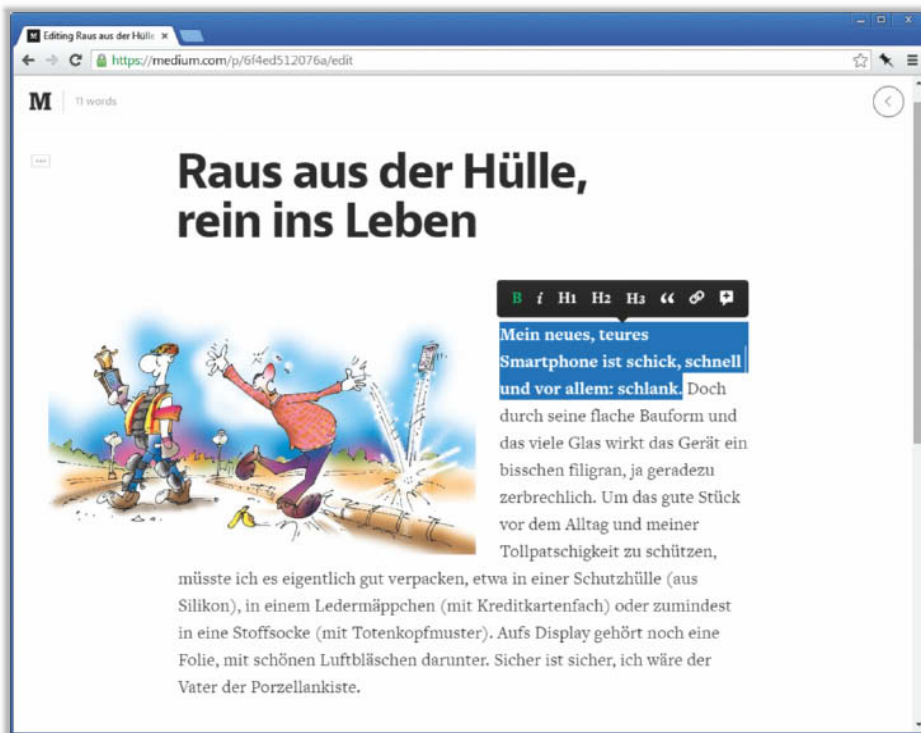 Editing Raus aus der Hülle
https://medium.com/p/6f4ed512076a/edit
M
11 words
Raus aus der Hülle,
rein ins Leben
B i H1 H2 H3 “
Mein neues, teures
Smartphone ist schick, schnell
und vor allem: schlank. Doch
durch seine flache Bauform und
das viele Glas wirkt das Gerät ein
bisschen filigran, ja geradezu
zerbrechlich. Um das gute Stück
vor dem Alltag und meiner
Tollpatschigkeit zu schützen,
müsste ich es eigentlich gut verpacken, etwa in einer Schutzhülle (aus
Silikon), in einem Ledermäppchen (mit Kreditkartenfach) oder zumindest
in eine Stoffsocke (mit Totenkopfmuster). Aufs Display gehört noch eine
Folie, mit schönen Luftbläschen darunter. Sicher ist sicher, ich wäre der
Vater der Porzellankiste.